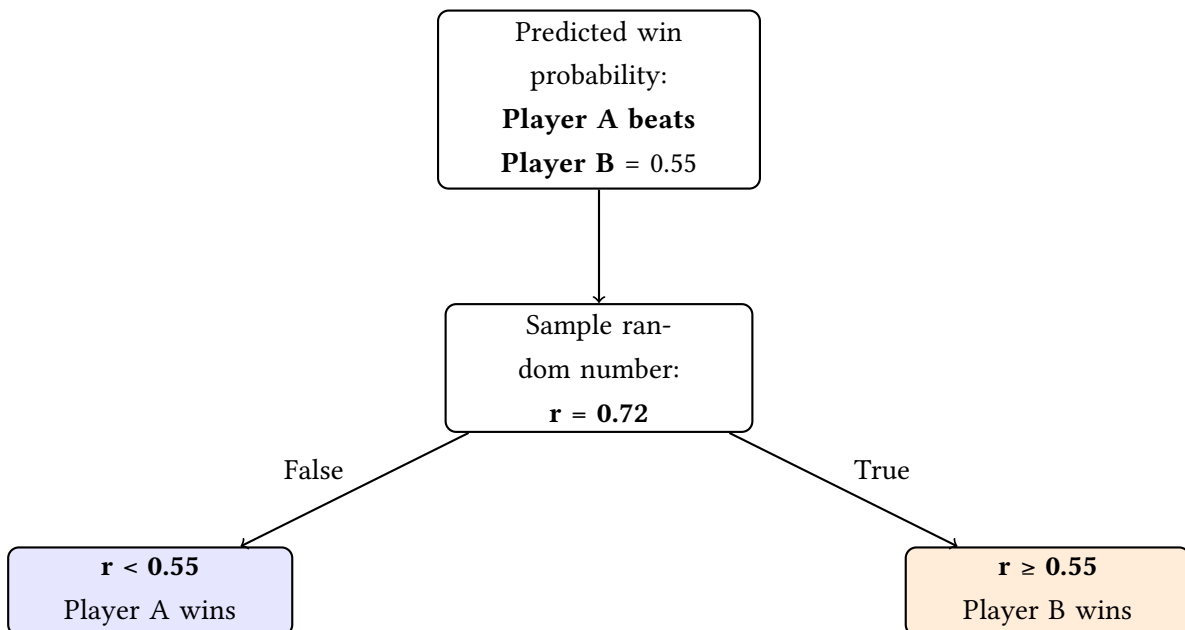 Predicted win
probability:
Player A beats
Player B = 0.55
Sample ran-
dom number:
r = 0.72
False
True
r < 0.55
Player A wins
r ≥ 0.55
Player B wins